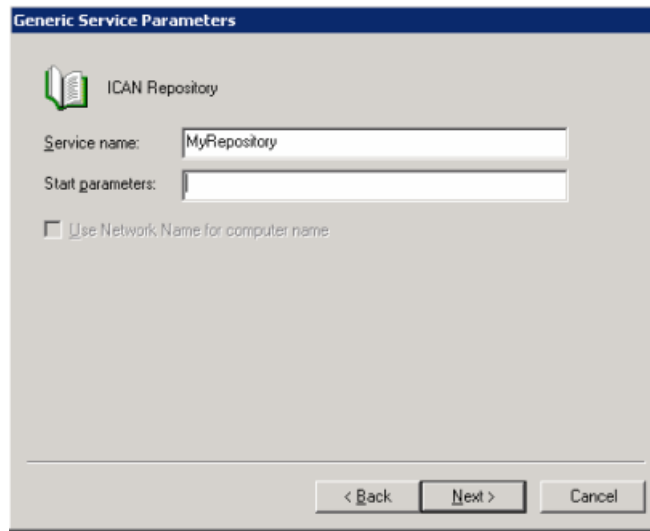 Generic Service Parameters
ICAN Repository
Service name: MyRepository
Start parameters:
Use Network Name for computer name
< Back Next > Cancel